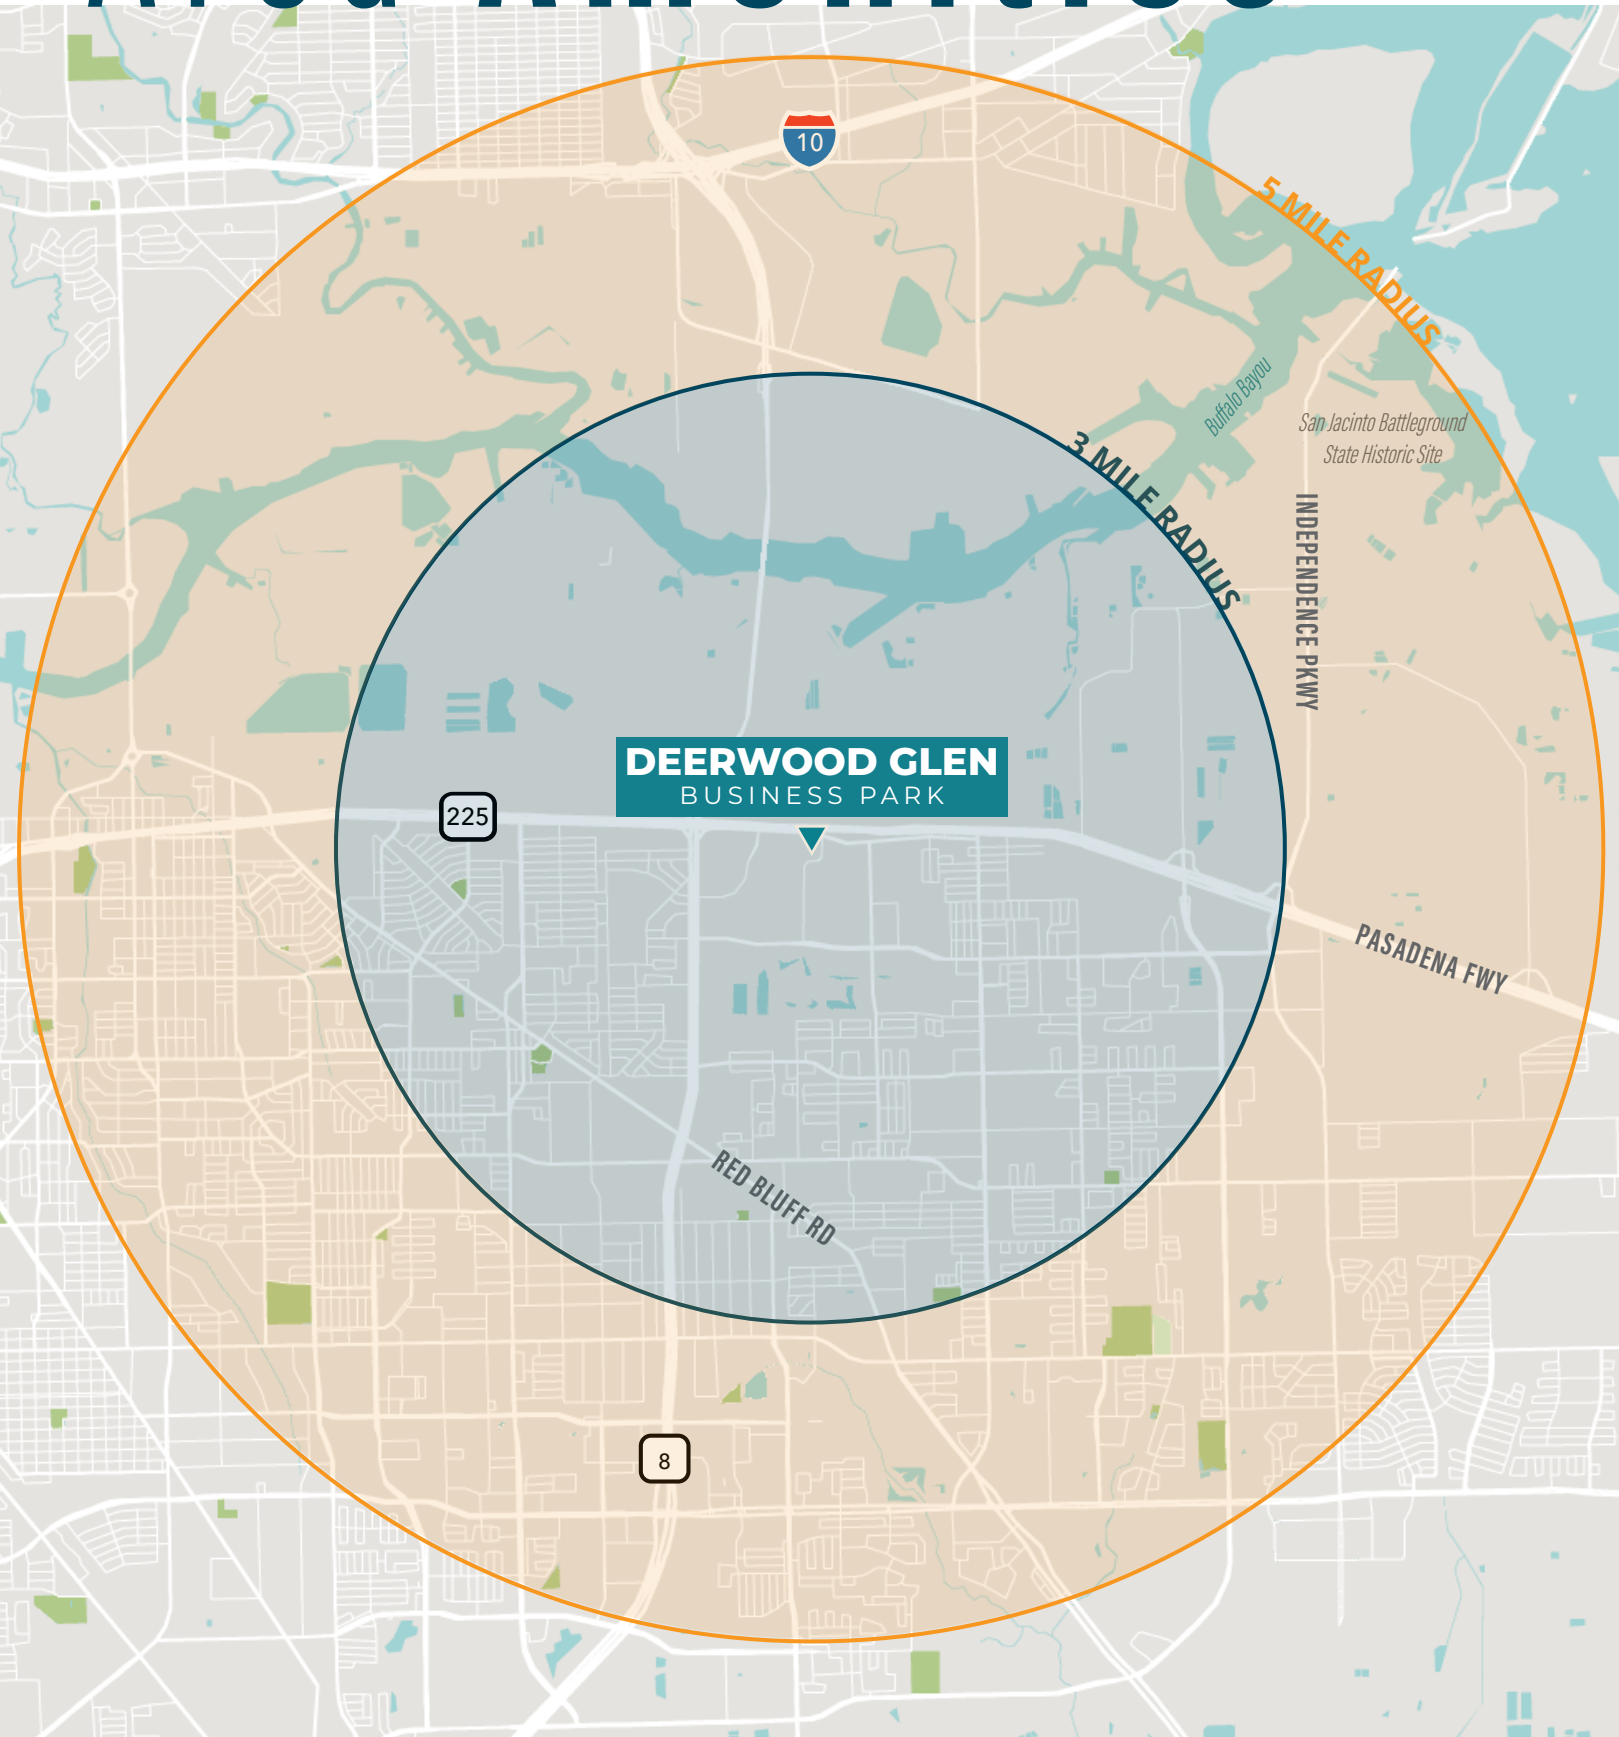 10
5 MILE RADIUS
Buffalo Bayou
San Jacinto Battleground
State Historic Site
3 MILE RADIUS
INDEPENDENCE PKWY
DEERWOOD GLEN
BUSINESS PARK
225
PASADENA FWY
RED BLUFF RD
8